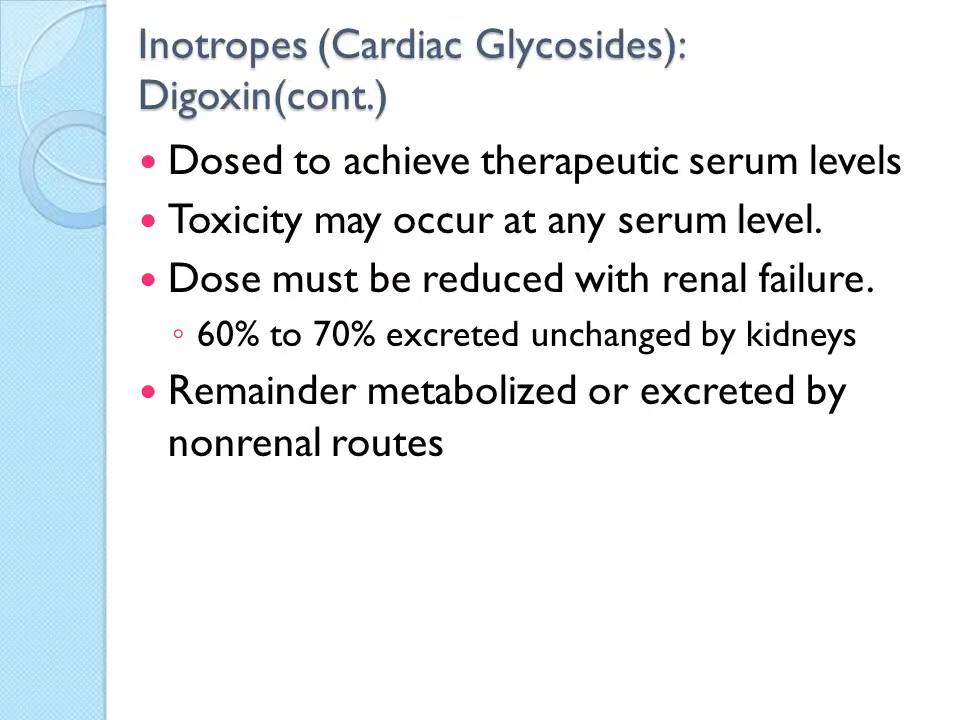 Inotropes (Cardiac Glycosides):
Digoxin(cont.)
• Dosed to achieve therapeutic serum levels
• Toxicity may occur at any serum level.
• Dose must be reduced with renal failure.
◦ 60% to 70% excreted unchanged by kidneys
• Remainder metabolized or excreted by
nonrenal routes